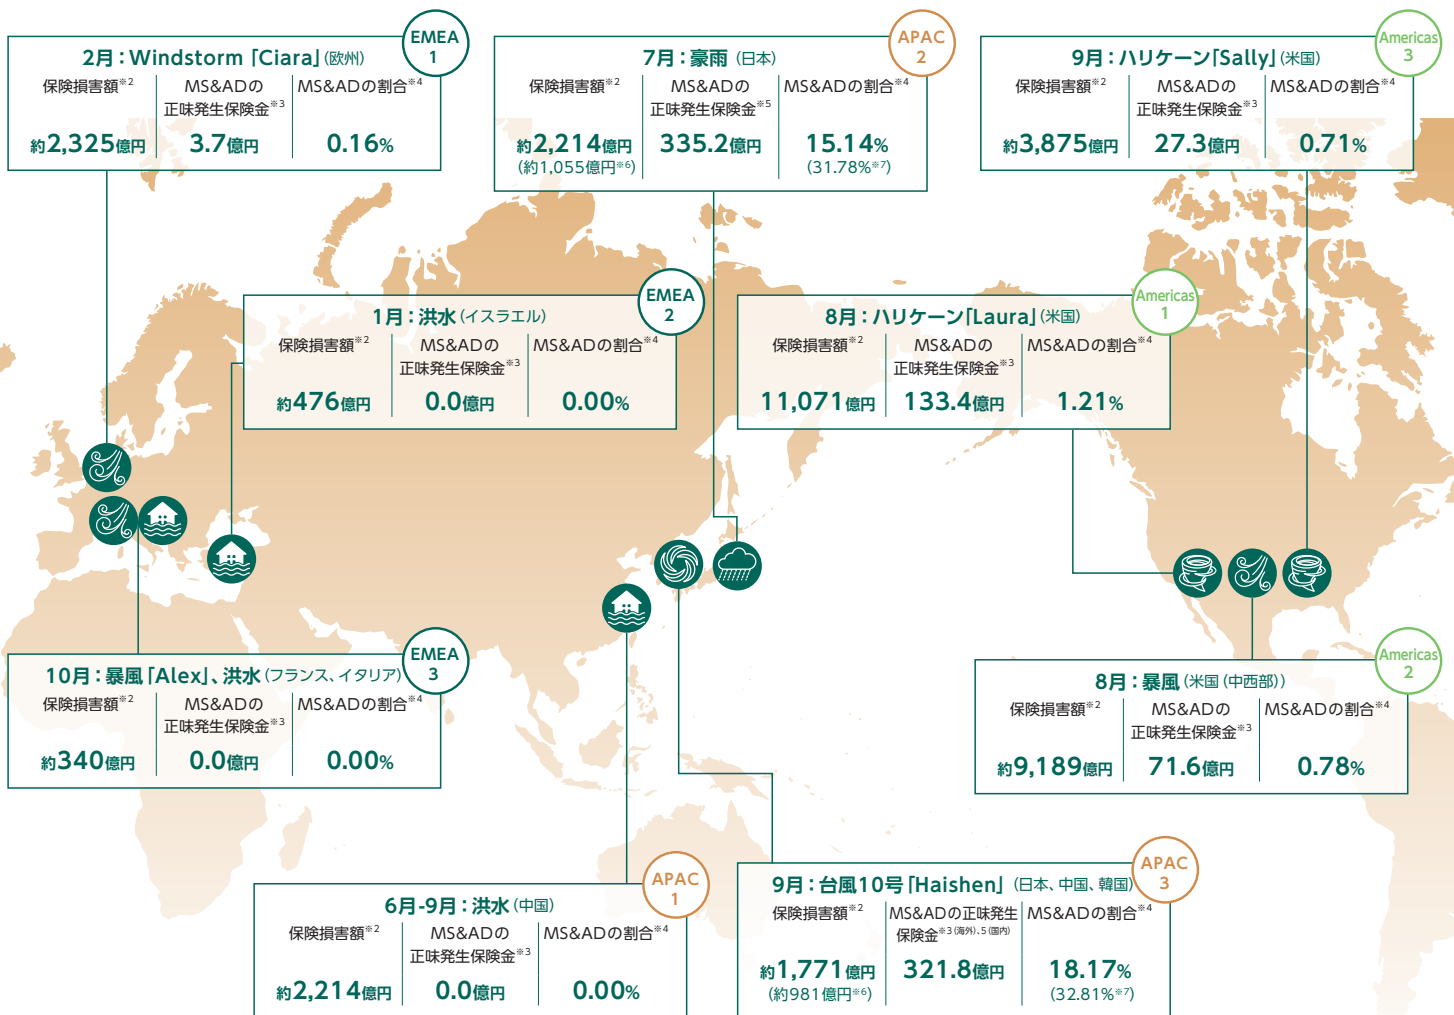 EMEA
1
2月：Windstorm 「Ciara」（欧州）
保険損害額※2
MS&ADの
正味発生保険金※3
MS&ADの割合※4
約2,325億円
3.7億円
0.16%
APAC
2
7月：豪雨（日本）
保険損害額※2
MS&ADの
正味発生保険金※5
MS&ADの割合※4
約2,214億円
（約1,055億円※6）
335.2億円
15.14%
（31.78%※7）
Americas
3
9月：ハリケーン「Sally」（米国）
保険損害額※2
MS&ADの
正味発生保険金※3
MS&ADの割合※4
約3,875億円
27.3億円
0.71%
EMEA
2
1月：洪水（イスラエル）
保険損害額※2
MS&ADの
正味発生保険金※3
MS&ADの割合※4
約476億円
0.0億円
0.00%
Americas
1
8月：ハリケーン「Laura」（米国）
保険損害額※2
MS&ADの
正味発生保険金※3
MS&ADの割合※4
11,071億円
133.4億円
1.21%
EMEA
3
10月：暴風「Alex」、洪水（フランス、イタリア）
保険損害額※2
MS&ADの
正味発生保険金※3
MS&ADの割合※4
約340億円
0.0億円
0.00%
Americas
2
8月：暴風（米国（中西部））
保険損害額※2
MS&ADの
正味発生保険金※3
MS&ADの割合※4
約9,189億円
71.6億円
0.78%
APAC
1
6月-9月：洪水（中国）
保険損害額※2
MS&ADの
正味発生保険金※3
MS&ADの割合※4
約2,214億円
0.0億円
0.00%
APAC
3
9月：台風10号「Haishen」（日本、中国、韓国）
保険損害額※2
MS&ADの正味発生
保険金※3（海外）、5（国内）
MS&ADの割合※4
約1,771億円
（約981億円※6）
321.8億円
18.17%
（32.81%※7）